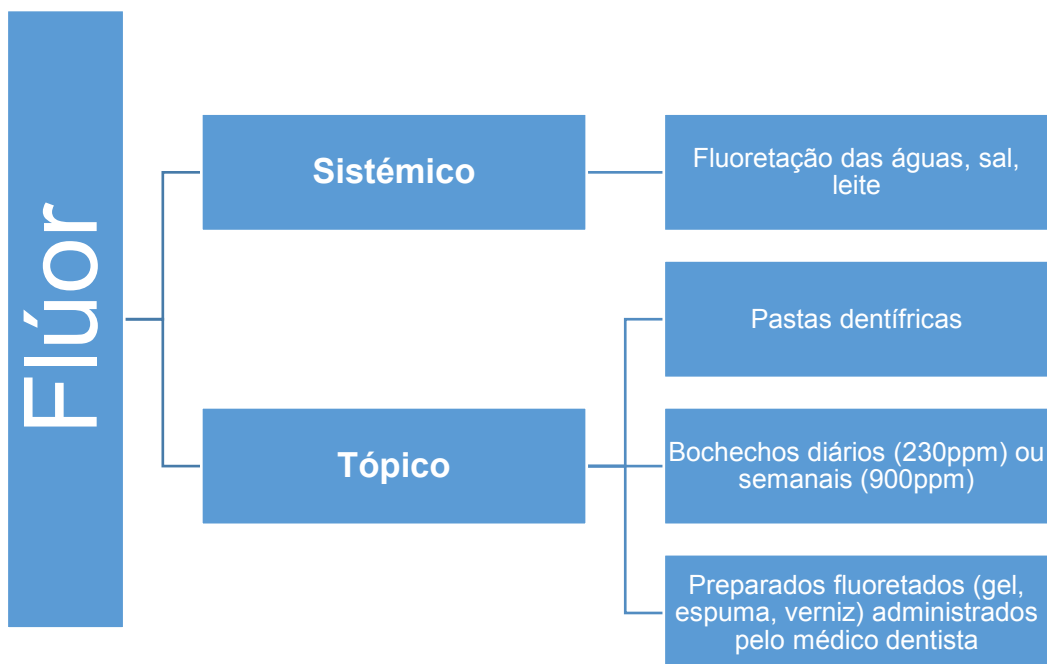 Flúor
Sistémico
Fluoretação das águas, sal,
leite
Tópico
Pastas dentífricas
Bochechos diários (230ppm) ou
semanais (900ppm)
Preparados fluoretados (gel,
espuma, verniz) administrados
pelo médico dentista